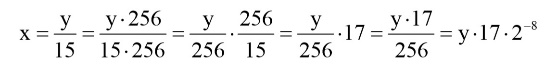 x = y/15 = y·256/15·256 = y/256 · 256/15 = y/256 ·17 = y·17/256 = y·17·2⁻⁸